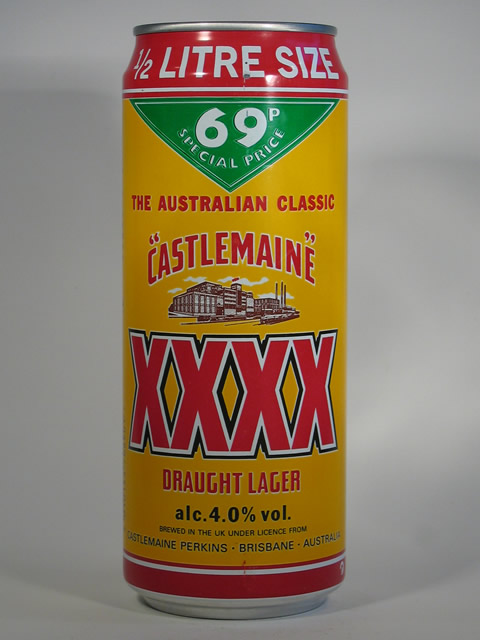 1/2 LITRE SIZE
69P
SPECIAL PRICE
THE AUSTRALIAN CLASSIC
"CASTLEMAINE"
XXXX
DRAUGHT LAGER
alc.4.0% vol.
BREWED IN THE UK UNDER LICENCE FROM
CASTLEMAINE PERKINS · BRISBANE · AUSTRALIA